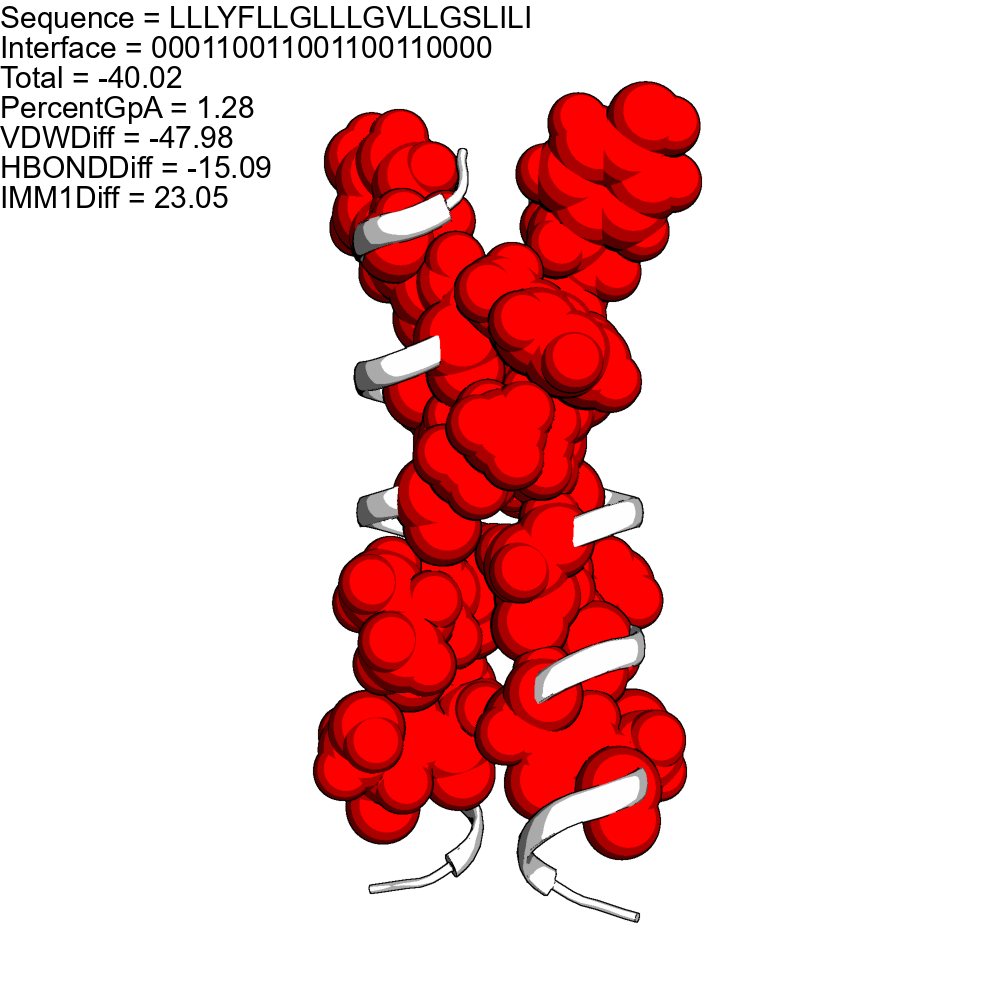 Sequence = LLLYFLLGLLLGVLLGSLILI
Interface = 000110011001100110000
Total = -40.02
PercentGpA = 1.28
VDWDiff = -47.98
HBONDDiff = -15.09
IMM1Diff = 23.05